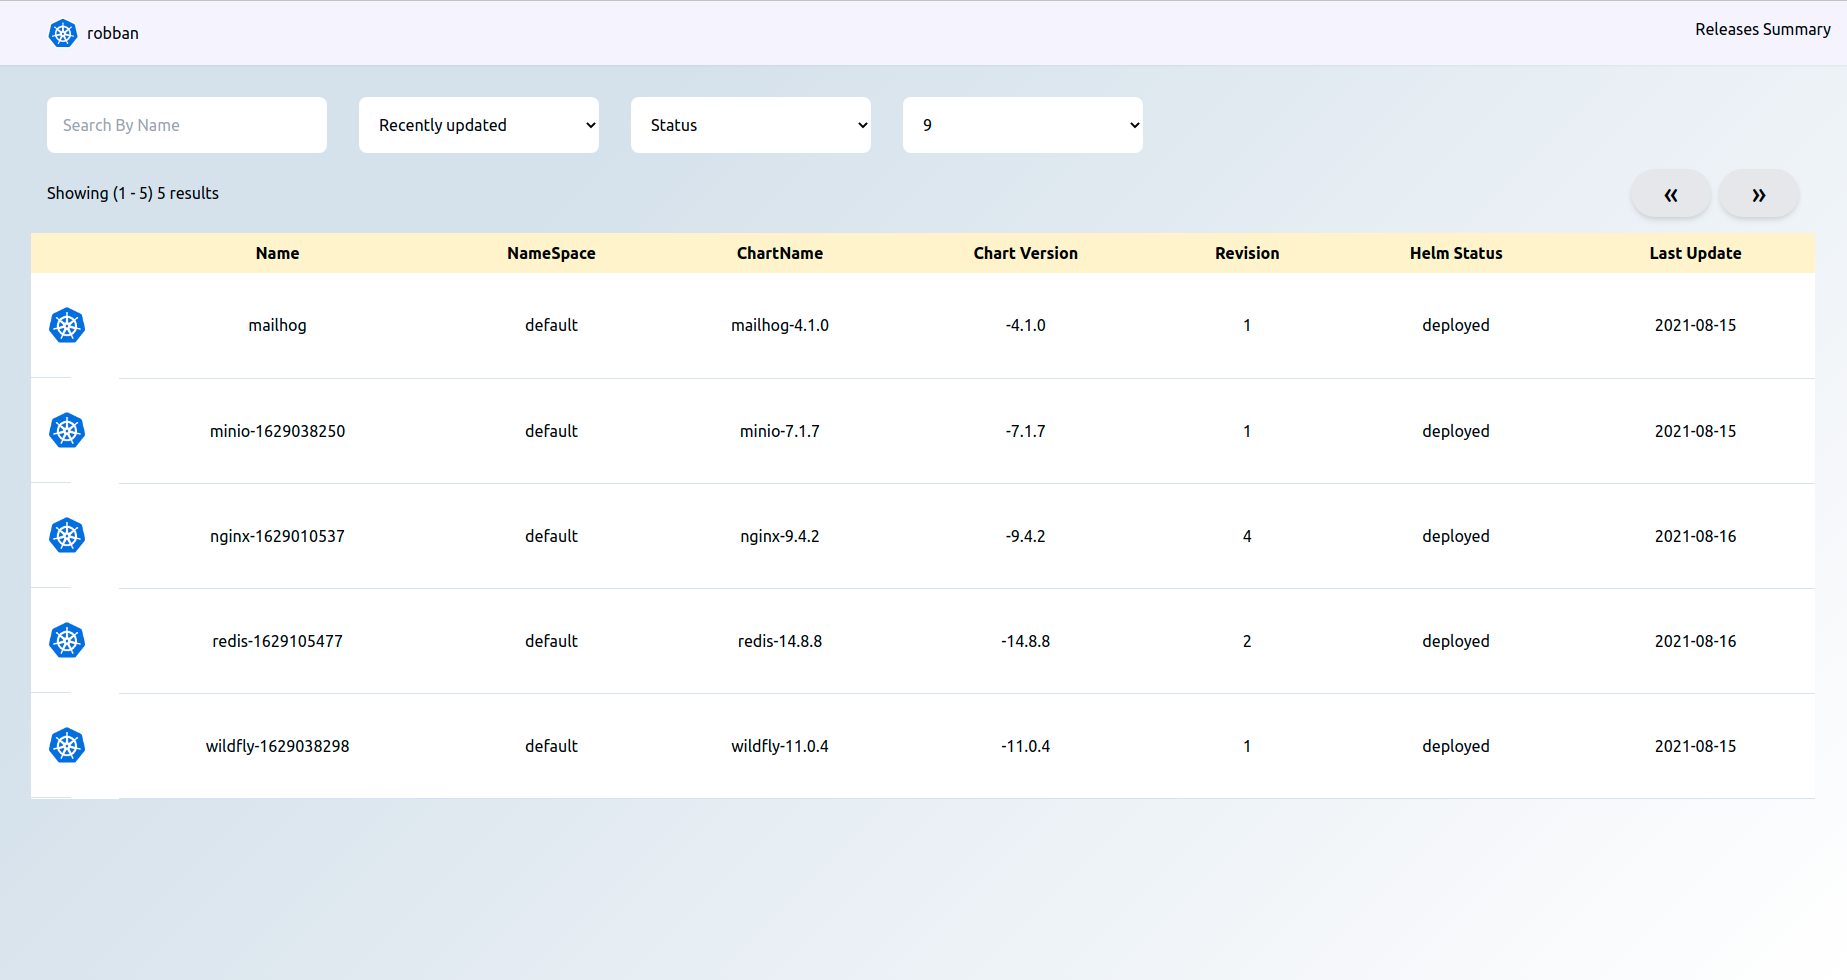 robban
Releases Summary
Search By Name
Recently updated
Status
9
Showing (1 - 5) 5 results
« »
Name NameSpace ChartName Chart Version Revision Helm Status Last Update
mailhog default mailhog-4.1.0 -4.1.0 1 deployed 2021-08-15
minio-1629038250 default minio-7.1.7 -7.1.7 1 deployed 2021-08-15
nginx-1629010537 default nginx-9.4.2 -9.4.2 4 deployed 2021-08-16
redis-1629105477 default redis-14.8.8 -14.8.8 2 deployed 2021-08-16
wildfly-1629038298 default wildfly-11.0.4 -11.0.4 1 deployed 2021-08-15